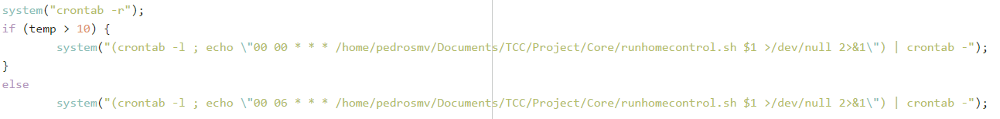 system("crontab -r");
if (temp > 10) {
system("(crontab -l ; echo \"00 00 * * * /home/pedrosmv/Documents/TCC/Project/Core/runhomecontrol.sh $1 >/dev/null 2>&1\") | crontab -");
}
else
system("(crontab -l ; echo \"00 06 * * * /home/pedrosmv/Documents/TCC/Project/Core/runhomecontrol.sh $1 >/dev/null 2>&1\") | crontab -");